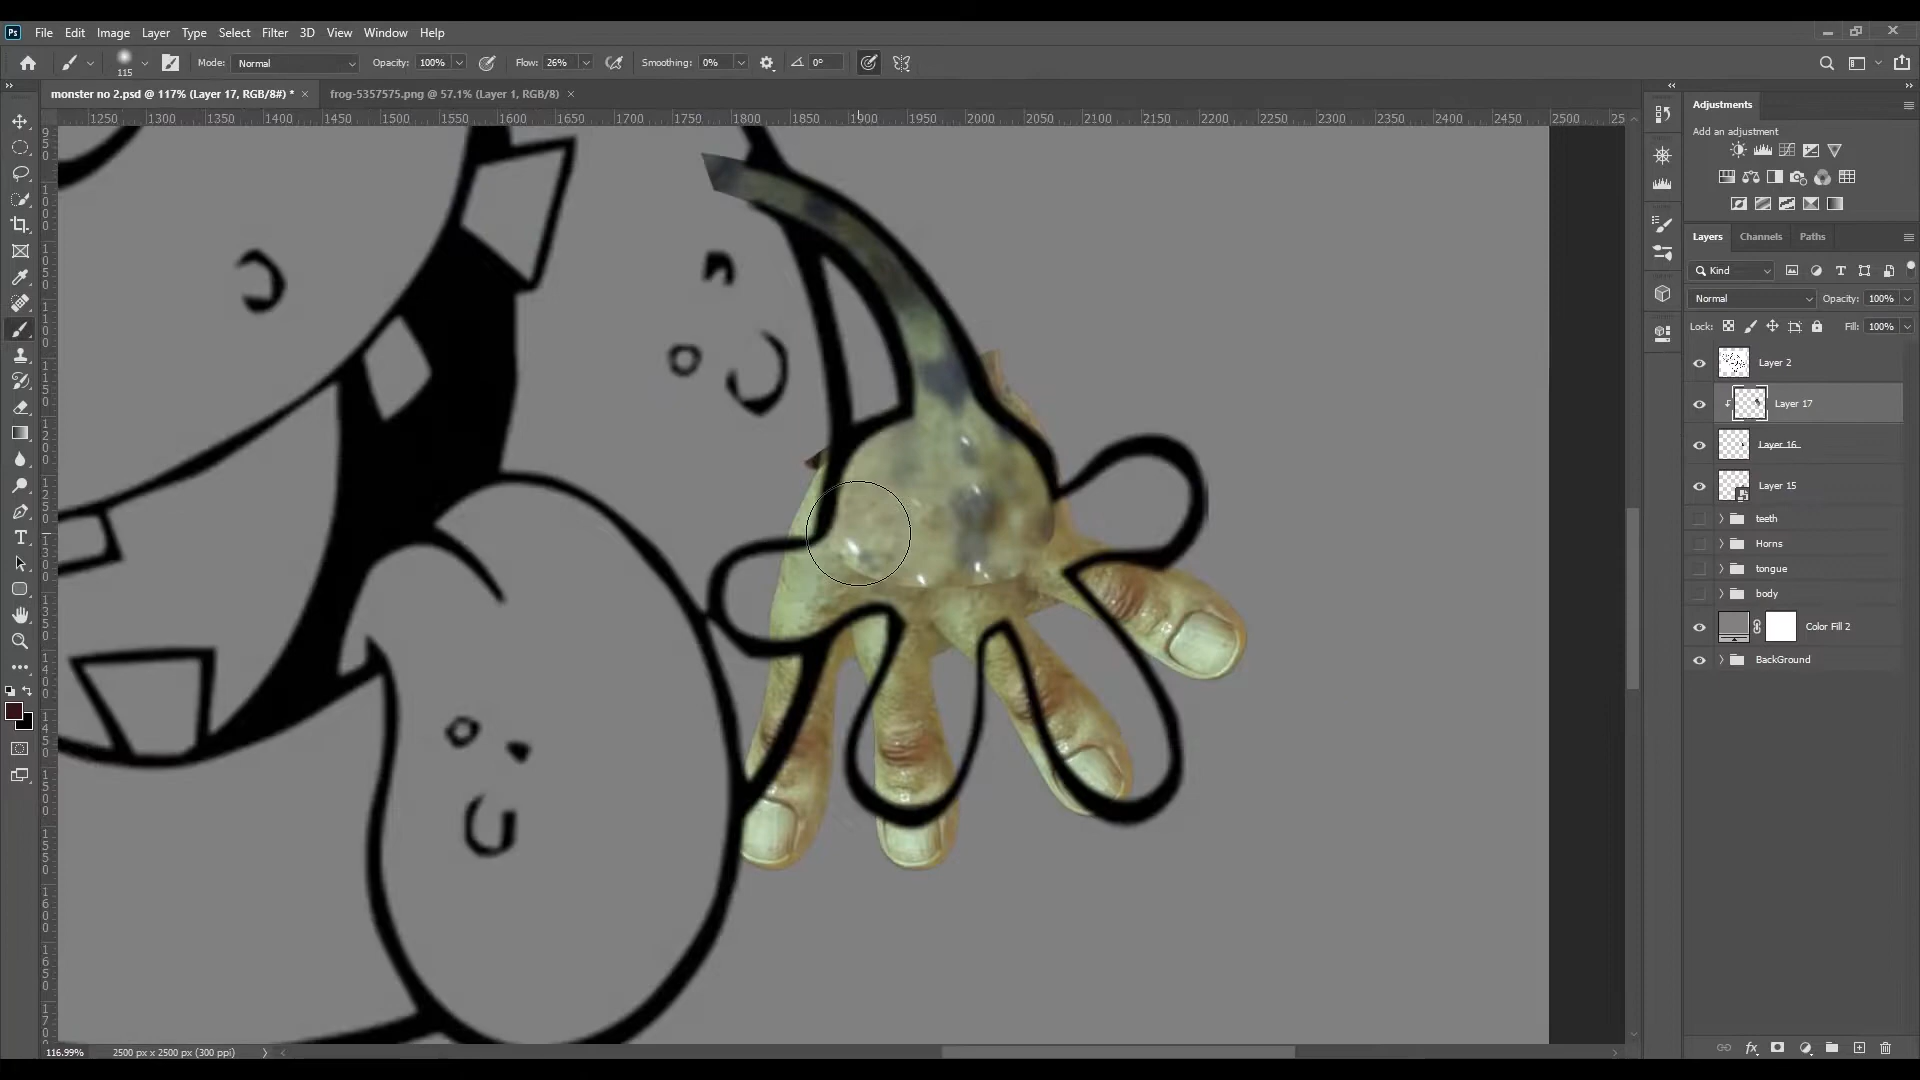 Ps File Edit Image Layer Type Select Filter 3D View Window Help
115 Mode: Normal Opacity: 100% Flow: 26% Smoothing: 0% 0°
monster no 2.psd @ 117% (Layer 17, RGB/8#) * × frog-5357575.png @ 57.1% (Layer 1, RGB/8) ×
1250 1300 1350 1400 1450 1500 1550 1600 1650 1700 1750 1800 1850 1900 1950 2000 2050 2100 2150 2200 2250 2300 2350 2400 2450 2500
Adjustments
Add an adjustment
Layers Channels Paths
Kind
Normal Opacity: 100%
Lock: Fill: 100%
Layer 2
Layer 17
Layer 16
Layer 15
teeth
Horns
tongue
body
Color Fill 2
BackGround
116.99% 2500 px x 2500 px (300 ppi)